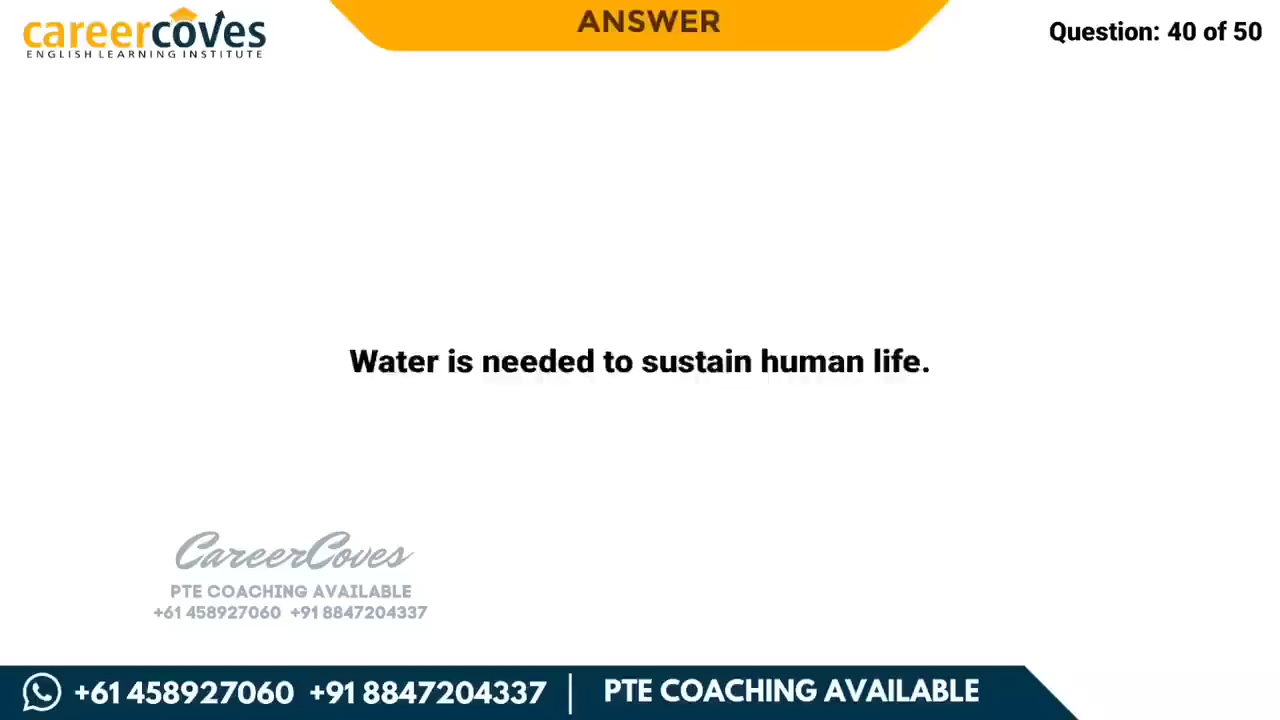 careercoves
ENGLISH LEARNING INSTITUTE
ANSWER
Question: 40 of 50
Water is needed to sustain human life.
CareerCoves
PTE COACHING AVAILABLE
+61 458927060 +91 8847204337
+61 458927060 +91 8847204337 | PTE COACHING AVAILABLE